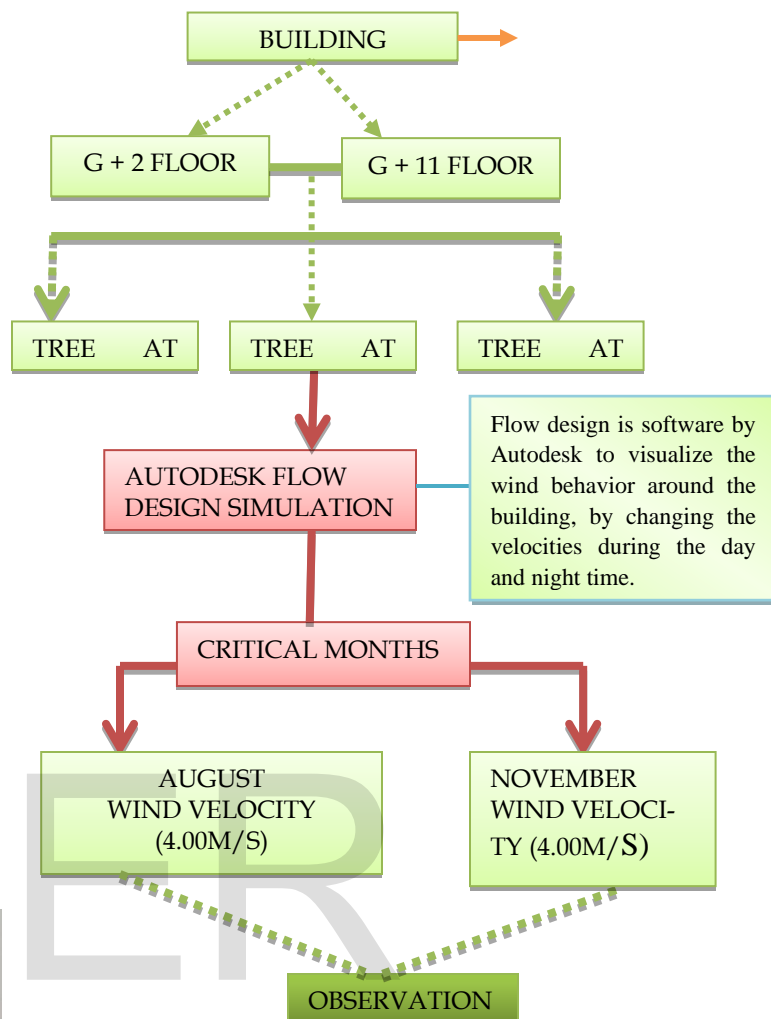 BUILDING
G + 2 FLOOR
G + 11 FLOOR
TREE AT
TREE AT
TREE AT
Flow design is software by
Autodesk to visualize the
wind behavior around the
building, by changing the
velocities during the day
and night time.
AUTODESK FLOW
DESIGN SIMULATION
CRITICAL MONTHS
AUGUST
WIND VELOCITY
(4.00M/S)
NOVEMBER
WIND VELOCI-
TY (4.00M/S)
ER
OBSERVATION